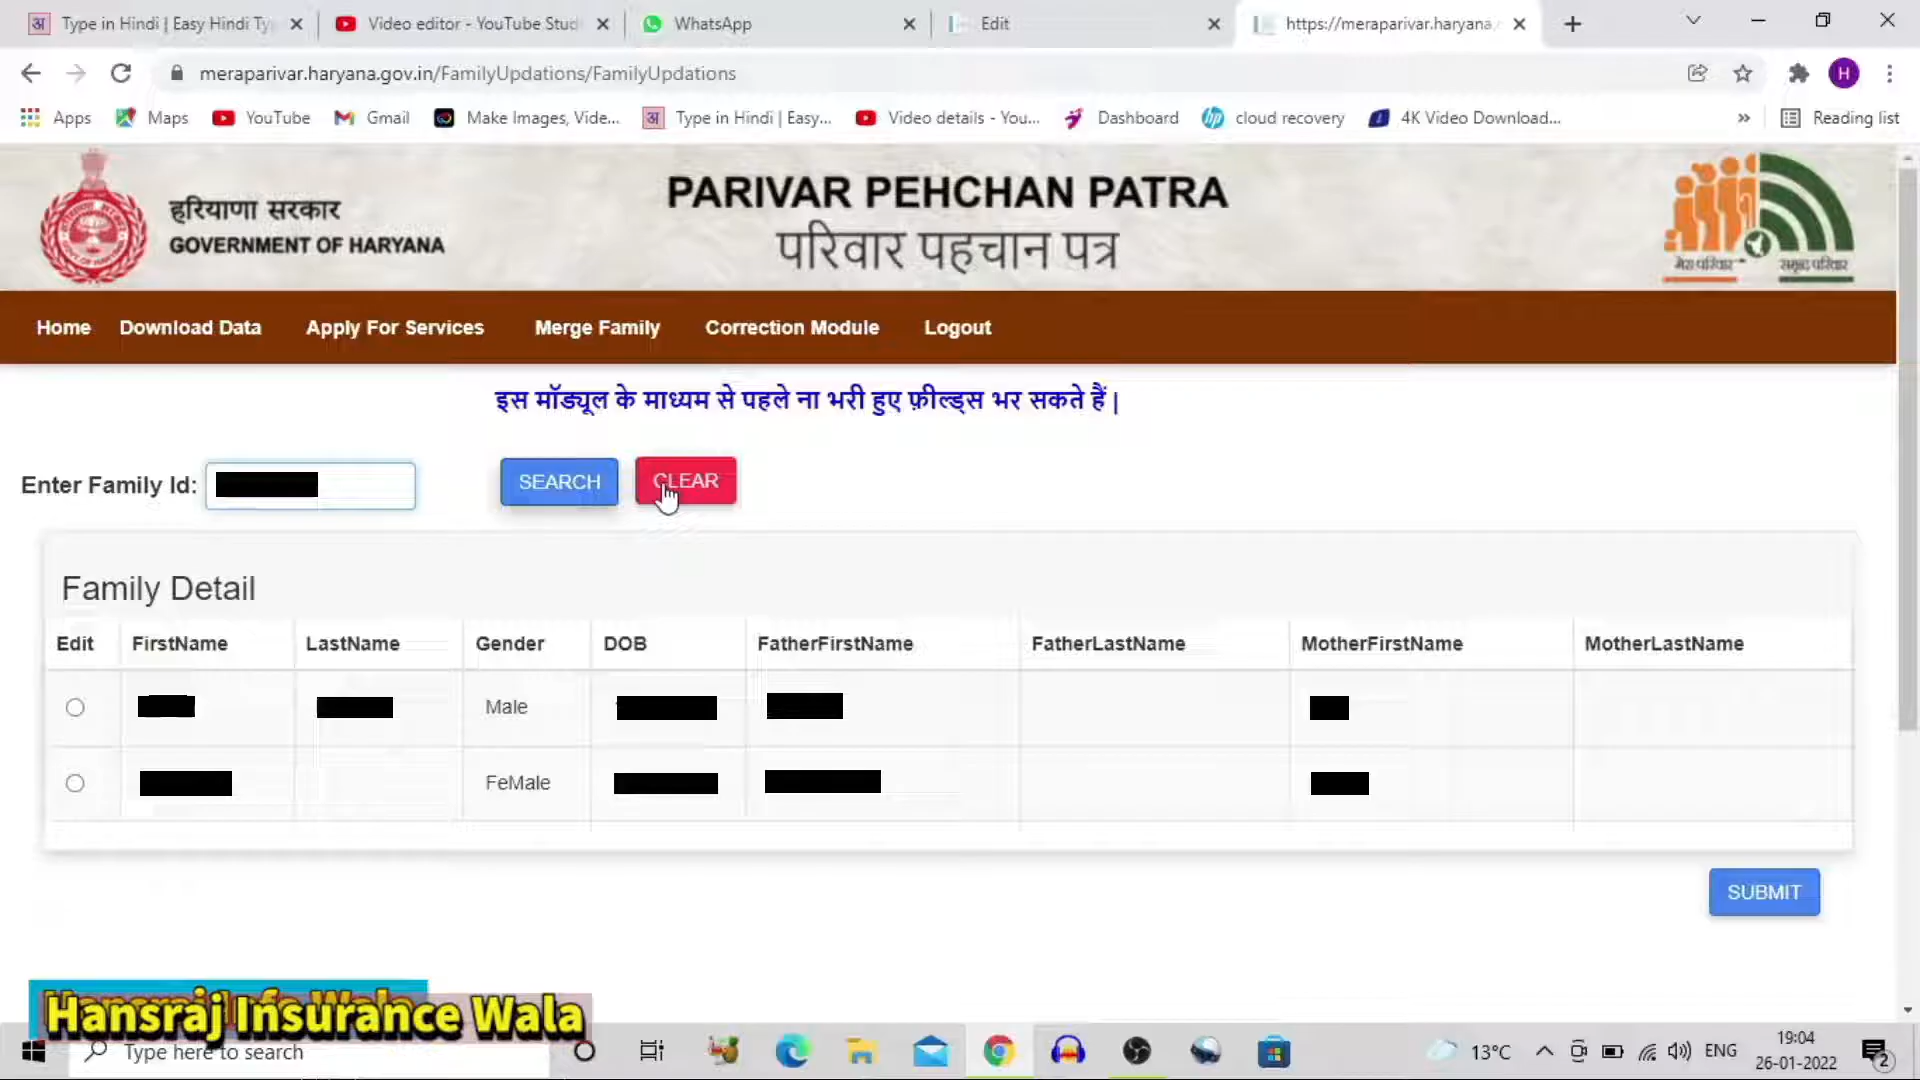 Type in Hindi | Easy Hindi Ty
Video editor - YouTube Stud
WhatsApp
Edit
https://meraparivar.haryana.
meraparivar.haryana.gov.in/FamilyUpdations/FamilyUpdations
H
Apps
Maps
YouTube
Gmail
Make Images, Vide...
Type in Hindi | Easy...
Video details - You...
Dashboard
cloud recovery
4K Video Download...
»
Reading list
हरियाणा सरकार
GOVERNMENT OF HARYANA
PARIVAR PEHCHAN PATRA
परिवार पहचान पत्र
मेरा परिवार
समृद्ध परिवार
Home
Download Data
Apply For Services
Merge Family
Correction Module
Logout
इस मॉड्यूल के माध्यम से पहले ना भरी हुए फ़ील्ड्स भर सकते हैं |
Enter Family Id:
SEARCH
CLEAR
Family Detail
Edit FirstName LastName Gender DOB FatherFirstName FatherLastName MotherFirstName MotherLastName
Male
FeMale
SUBMIT
Hansraj Insurance Wala
Type here to search
13°C
ENG
19:04
26-01-2022
2